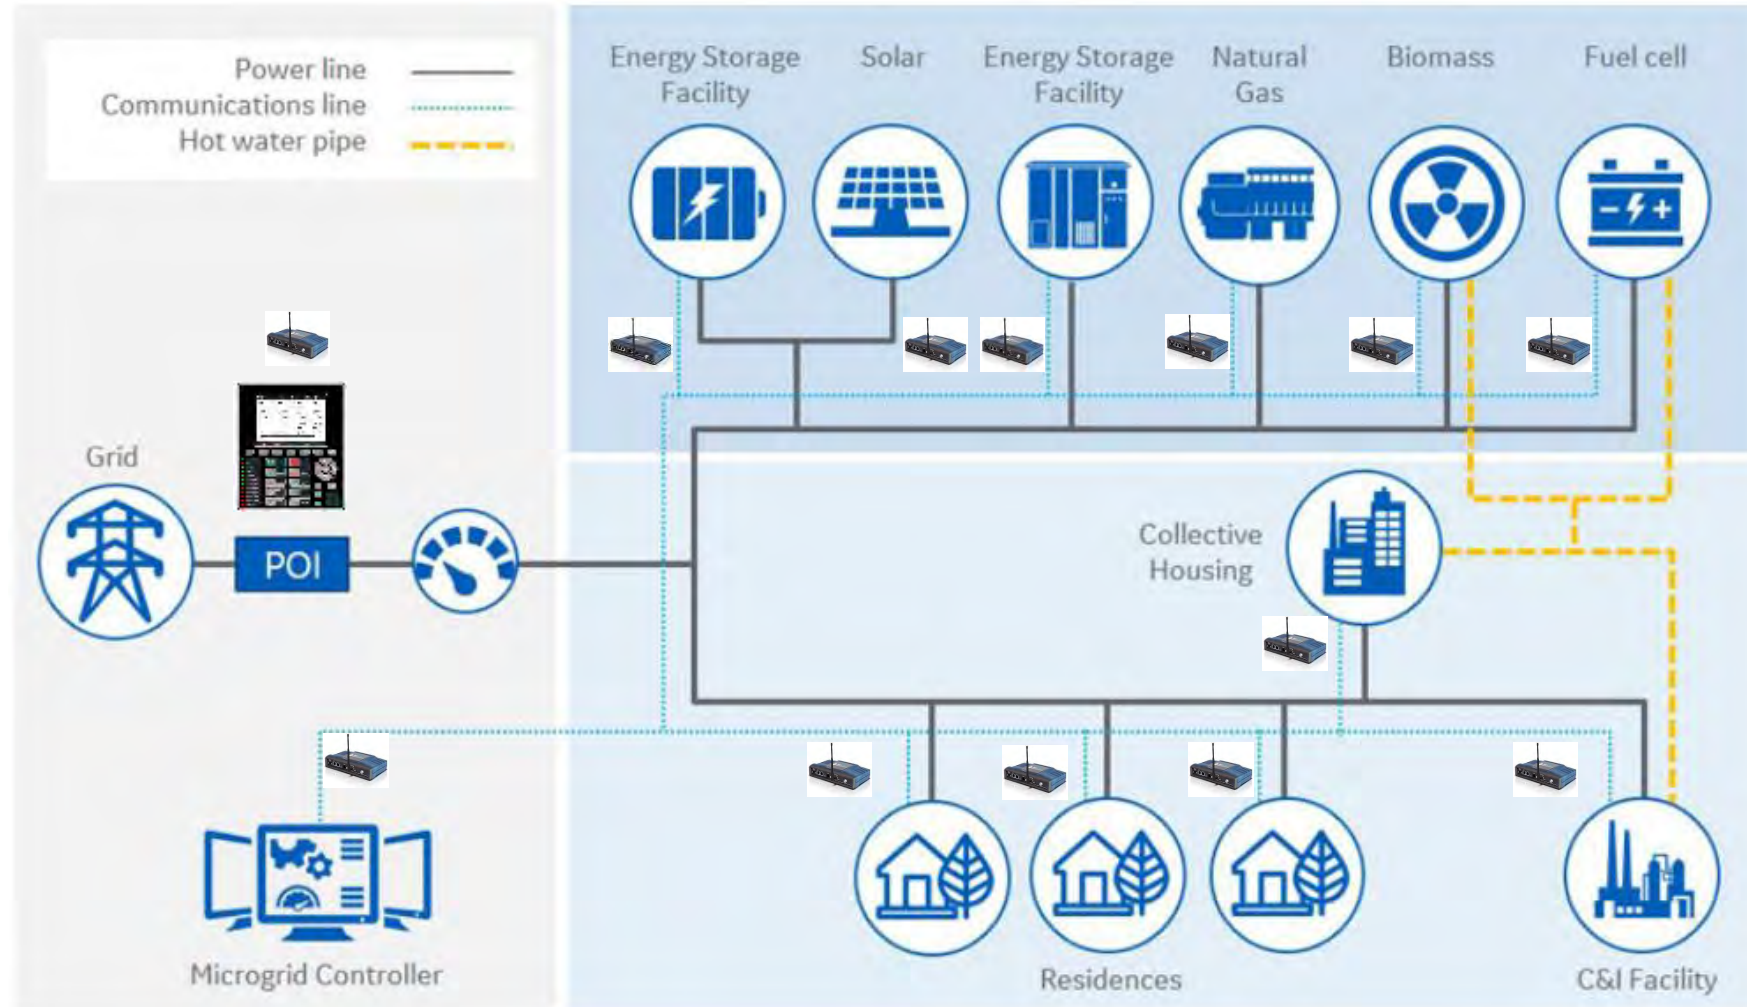 Power line
Communications line
Hot water pipe
Energy Storage
Facility
Solar
Energy Storage
Facility
Natural
Gas
Biomass
Fuel cell
Grid
POI
Collective
Housing
Microgrid Controller
Residences
C&I Facility